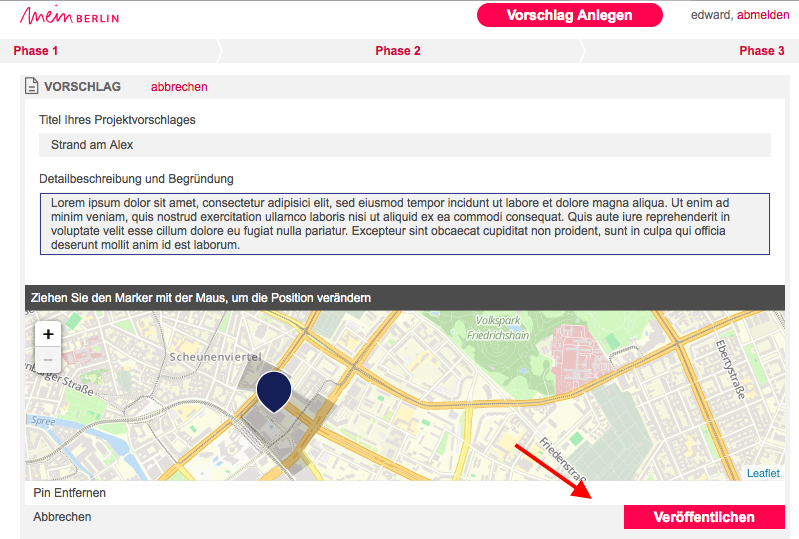 mein BERLIN
Vorschlag Anlegen
edward, abmelden
Phase 1
Phase 2
Phase 3
VORSCHLAG
abbrechen
Titel Ihres Projektvorschlages
Strand am Alex
Detailbeschreibung und Begründung
Lorem ipsum dolor sit amet, consectetur adipisici elit, sed eiusmod tempor incidunt ut labore et dolore magna aliqua. Ut enim ad
minim veniam, quis nostrud exercitation ullamco laboris nisi ut aliquid ex ea commodi consequat. Quis aute iure reprehenderit in
voluptate velit esse cillum dolore eu fugiat nulla pariatur. Excepteur sint obcaecat cupiditat non proident, sunt in culpa qui officia
deserunt mollit anim id est laborum.
Ziehen Sie den Marker mit der Maus, um die Position verändern
+
−
Volkspark
Friedrichshain
Scheunenviertel
Ebertystraße
Straße
Spree
Friedenstraße
Leaflet
Pin Entfernen
Abbrechen
Veröffentlichen